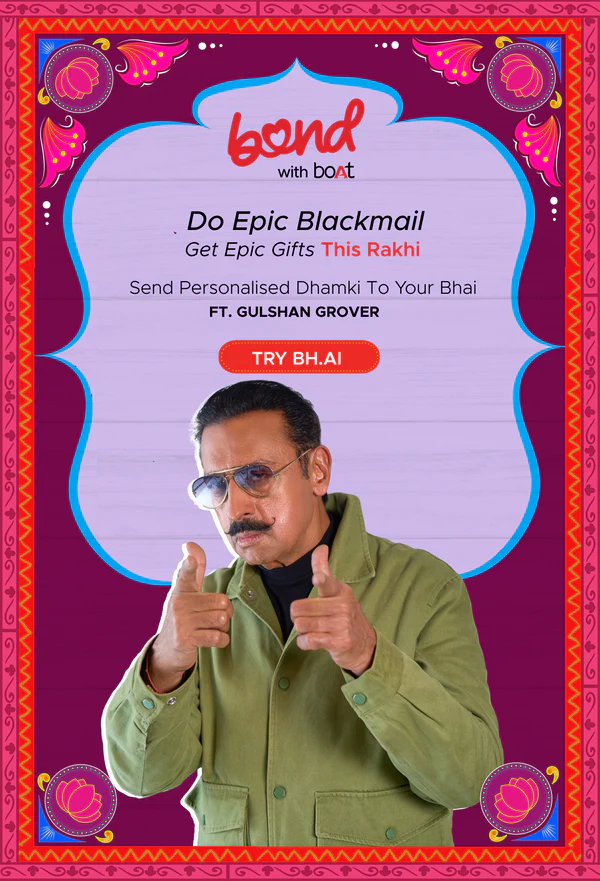 bond
with boAt
Do Epic Blackmail
Get Epic Gifts This Rakhi
Send Personalised Dhamki To Your Bhai
FT. GULSHAN GROVER
TRY BH.AI